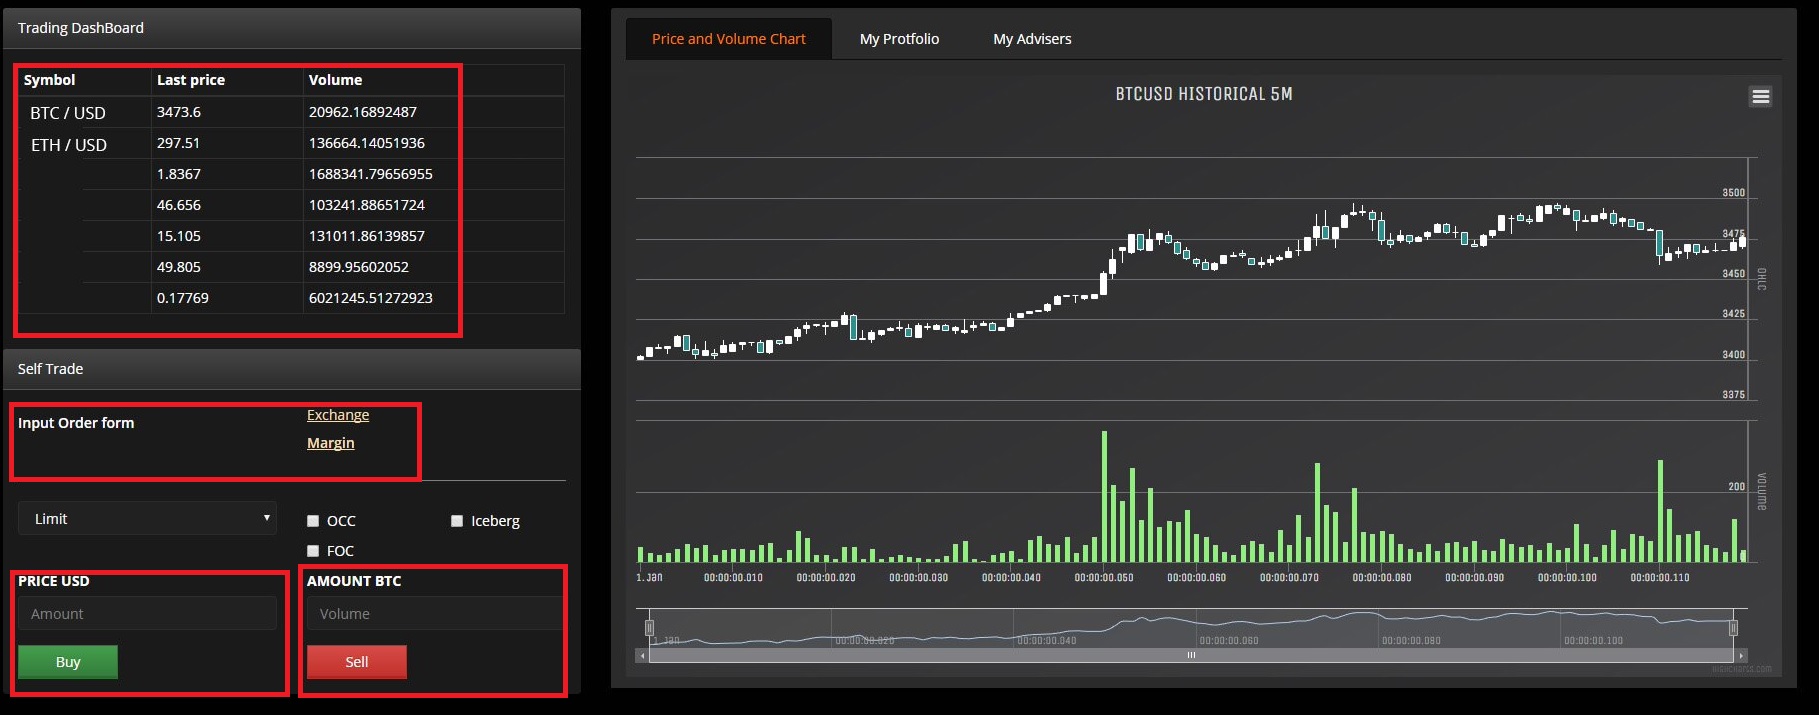 Trading DashBoard
Symbol Last price Volume
BTC / USD 3473.6 20962.16892487
ETH / USD 297.51 136664.14051936
1.8367 1688341.79656955
46.656 103241.88651724
15.105 131011.86139857
49.805 8899.95602052
0.17769 6021245.51272923
Self Trade
Input Order form
Exchange
Margin
Limit
OCC
Iceberg
FOC
PRICE USD
AMOUNT BTC
Amount
Volume
Buy
Sell
Price and Volume Chart My Protfolio My Advisers
BTCUSD HISTORICAL 5M
3500
3475
3450
3425
3400
3375
OHLC
200
0
VOLUME
1. Jan 00:00:00.010 00:00:00.020 00:00:00.030 00:00:00.040 00:00:00.050 00:00:00.060 00:00:00.070 00:00:00.080 00:00:00.090 00:00:00.100 00:00:00.110
1. Jan 00:00:00.020 00:00:00.040 00:00:00.060 00:00:00.080 00:00:00.100
Highcharts.com